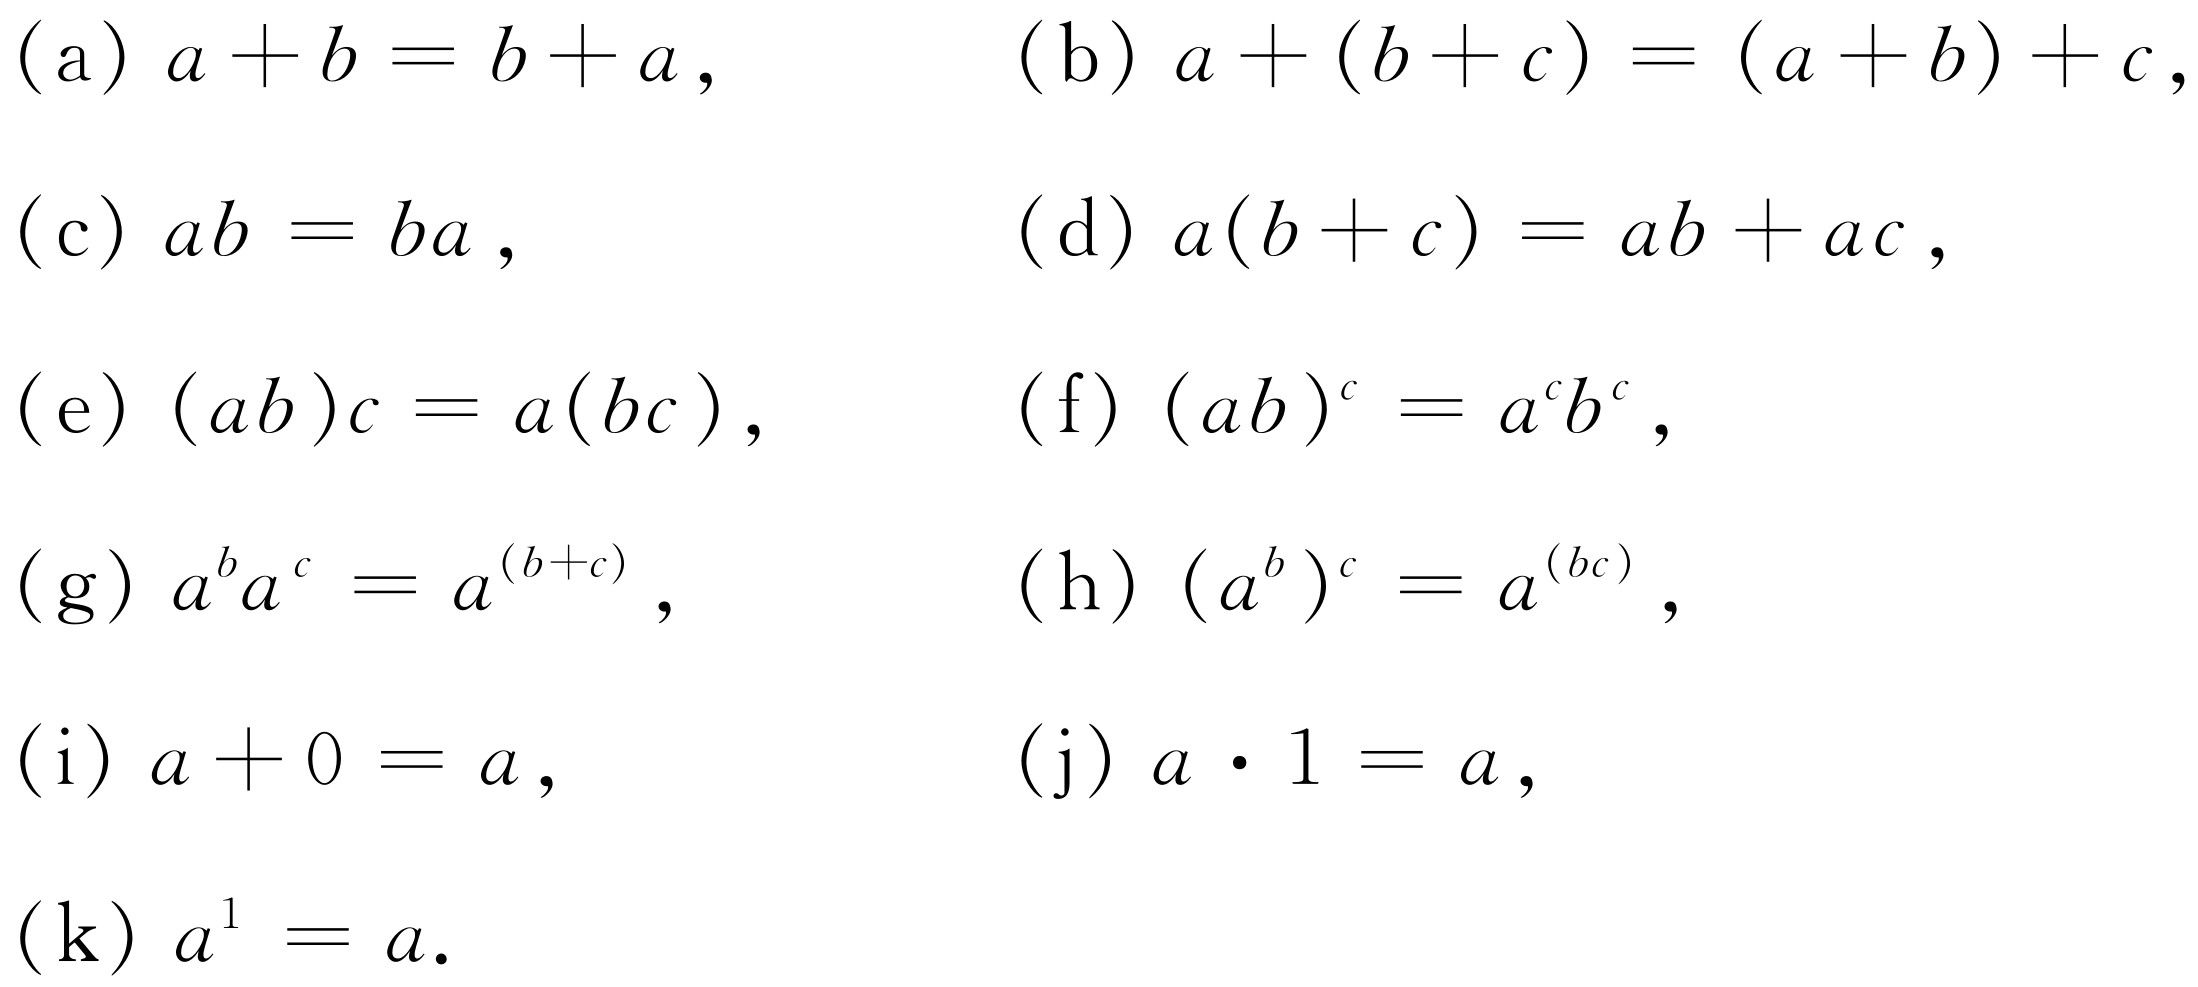 (a) a + b = b + a, (b) a + (b + c) = (a + b) + c,
(c) ab = ba, (d) a(b + c) = ab + ac,
(e) (ab)c = a(bc), (f) (ab)^c = a^c b^c,
(g) a^b a^c = a^(b+c), (h) (a^b)^c = a^(bc),
(i) a + 0 = a, (j) a · 1 = a,
(k) a^1 = a.